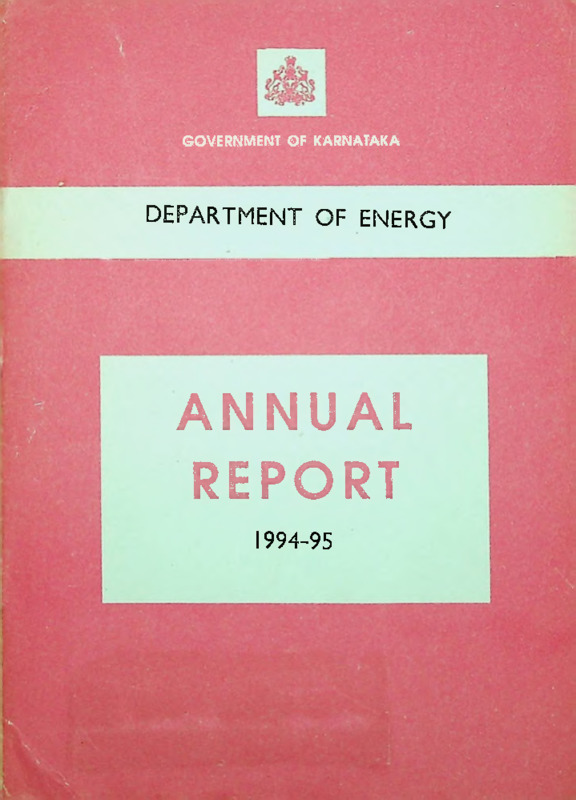 GOVERNMENT OF KARNATAKA
DEPARTMENT OF ENERGY
ANNUAL
REPORT
1994-95